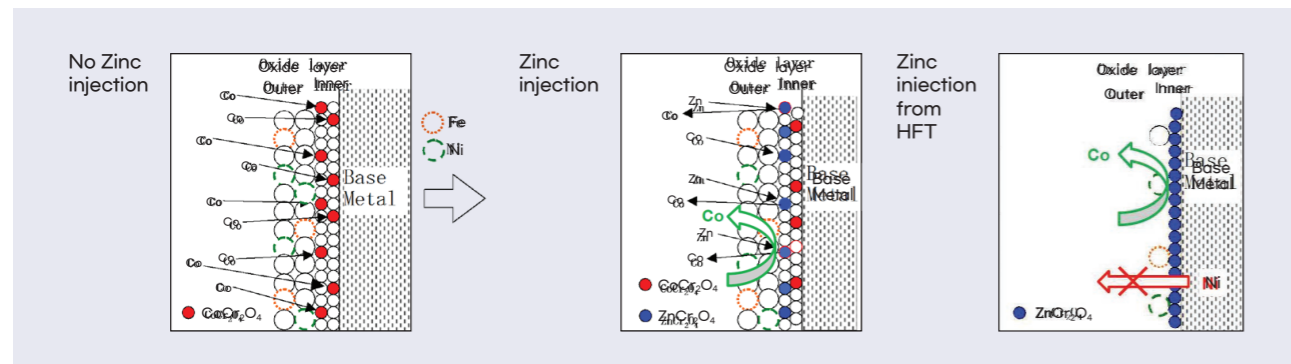 No Zinc
injection
Oxide layer
Outer Inner
Co
Co
Co
Co
Co
Co
Co
Co
Co
Base
Metal
CoCr₂O₄
Fe
Ni
Zinc
injection
Oxide layer
Outer Inner
Zn
Co
Co
Zn
Co
Co
Zn
Co
Base
Metal
CoCr₂O₄
ZnCr₂O₄
Zinc
iniection
from
HFT
Oxide layer
Outer Inner
Co
Base
Metal
Ni
ZnCr₂O₄